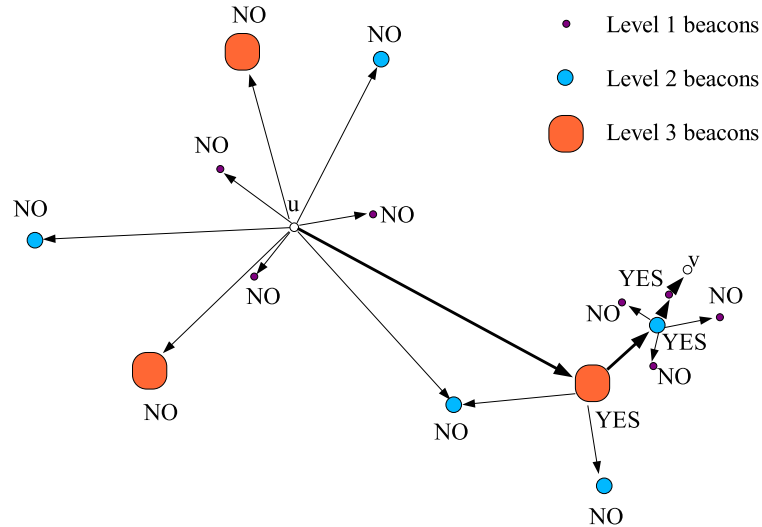 NO
NO
Level 1 beacons
Level 2 beacons
Level 3 beacons
NO
u
NO
NO
NO
v
YES
NO
NO
YES
NO
NO
YES
NO
NO
NO